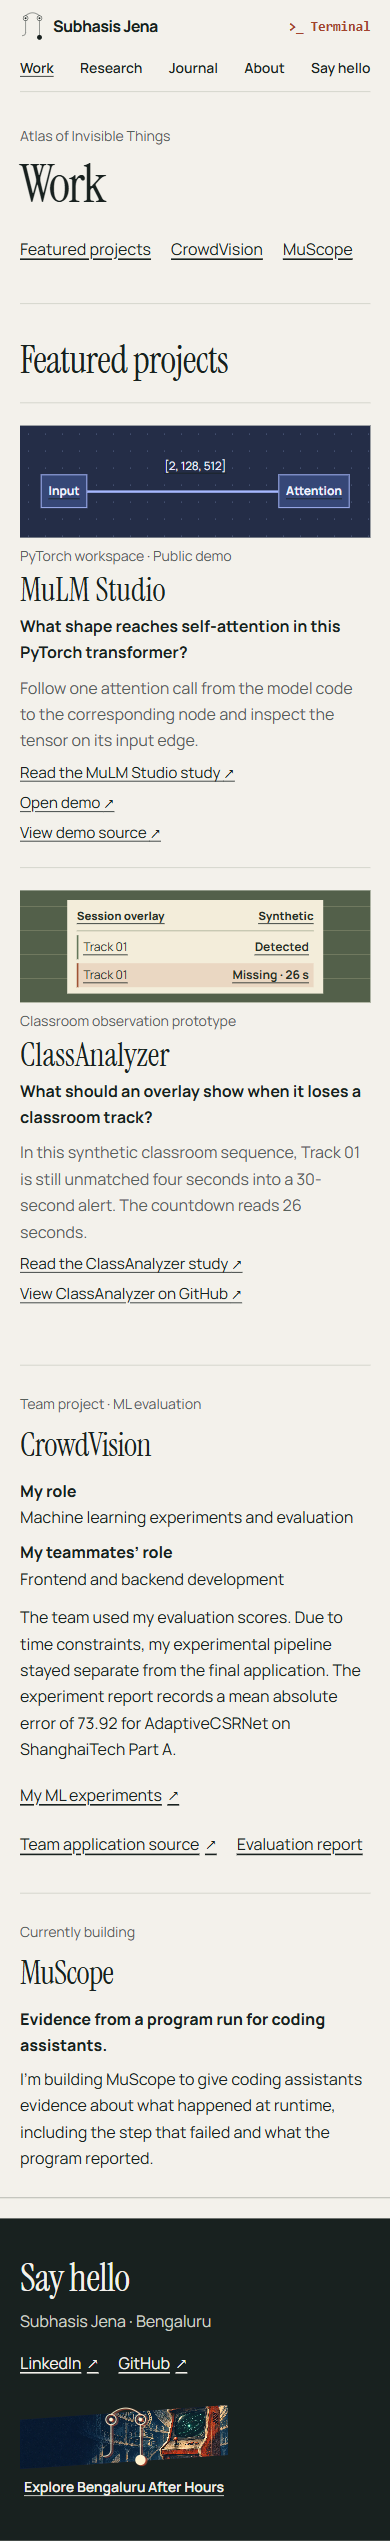 Subhasis Jena
>_ Terminal
Work Research Journal About Say hello
Atlas of Invisible Things
Work
Featured projects CrowdVision MuScope
Featured projects
[2, 128, 512]
Input Attention
PyTorch workspace · Public demo
MuLM Studio
What shape reaches self-attention in this
PyTorch transformer?
Follow one attention call from the model code
to the corresponding node and inspect the
tensor on its input edge.
Read the MuLM Studio study ↗
Open demo ↗
View demo source ↗
Session overlay Synthetic
Track 01 Detected
Track 01 Missing · 26 s
Classroom observation prototype
ClassAnalyzer
What should an overlay show when it loses a
classroom track?
In this synthetic classroom sequence, Track 01
is still unmatched four seconds into a 30-
second alert. The countdown reads 26
seconds.
Read the ClassAnalyzer study ↗
View ClassAnalyzer on GitHub ↗
Team project · ML evaluation
CrowdVision
My role
Machine learning experiments and evaluation
My teammates’ role
Frontend and backend development
The team used my evaluation scores. Due to
time constraints, my experimental pipeline
stayed separate from the final application. The
experiment report records a mean absolute
error of 73.92 for AdaptiveCSRNet on
ShanghaiTech Part A.
My ML experiments ↗
Team application source ↗ Evaluation report
Currently building
MuScope
Evidence from a program run for coding
assistants.
I’m building MuScope to give coding assistants
evidence about what happened at runtime,
including the step that failed and what the
program reported.
Say hello
Subhasis Jena · Bengaluru
LinkedIn ↗ GitHub ↗
Explore Bengaluru After Hours